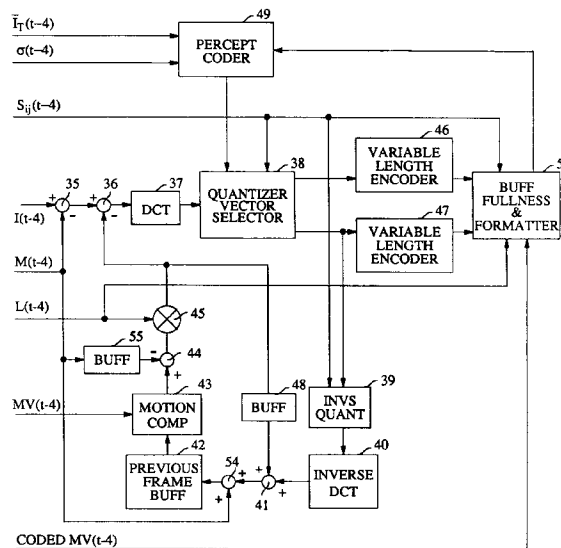 Ī_T(t-4)
σ(t-4)
S_ij(t-4)
I(t-4)
M(t-4)
L(t-4)
MV(t-4)
CODED MV(t-4)
49
PERCEPT
CODER
35
+
-
36
+
-
37
DCT
38
QUANTIZER
VECTOR
SELECTOR
46
VARIABLE
LENGTH
ENCODER
47
VARIABLE
LENGTH
ENCODER
BUFF
FULLNESS
&
FORMATTER
45
55
BUFF
-
44
+
43
MOTION
COMP
48
BUFF
39
INVS
QUANT
42
PREVIOUS
FRAME
BUFF
54
+
+
+
41
+
40
INVERSE
DCT